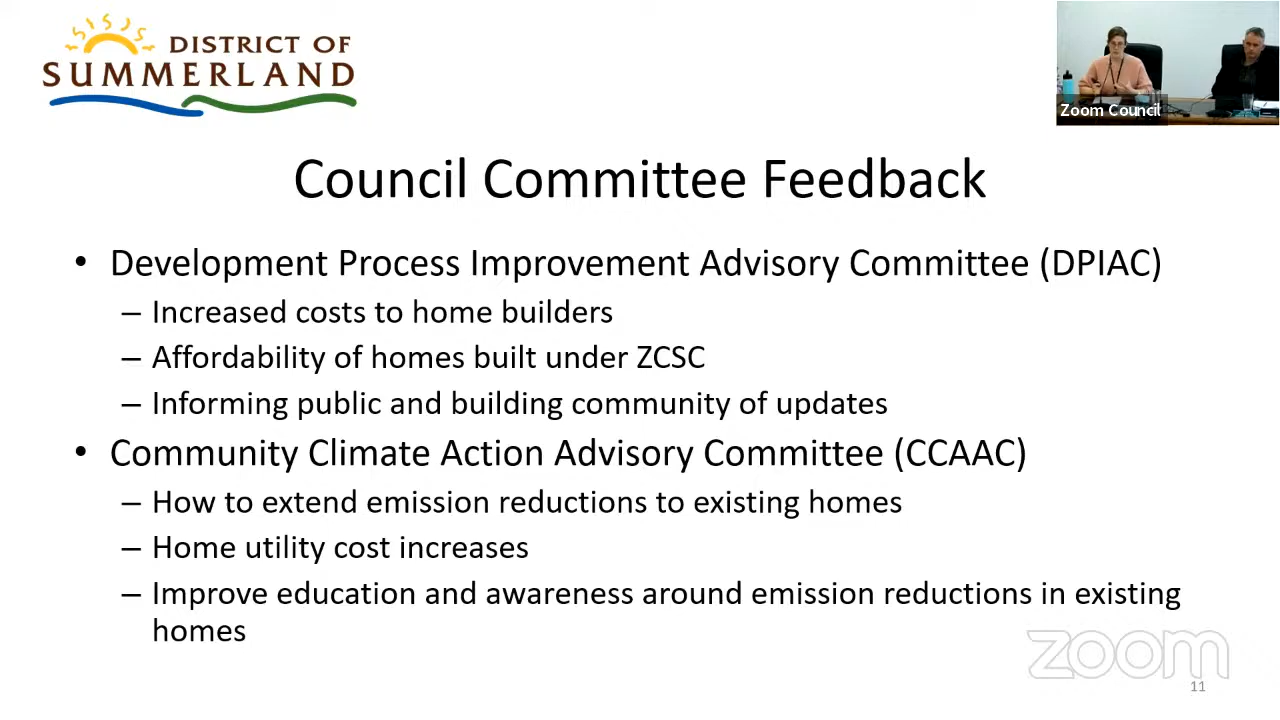 DISTRICT OF
SUMMERLAND
Zoom Council
Council Committee Feedback
• Development Process Improvement Advisory Committee (DPIAC)
– Increased costs to home builders
– Affordability of homes built under ZCSC
– Informing public and building community of updates
• Community Climate Action Advisory Committee (CCAAC)
– How to extend emission reductions to existing homes
– Home utility cost increases
– Improve education and awareness around emission reductions in existing
homes
zoom
11